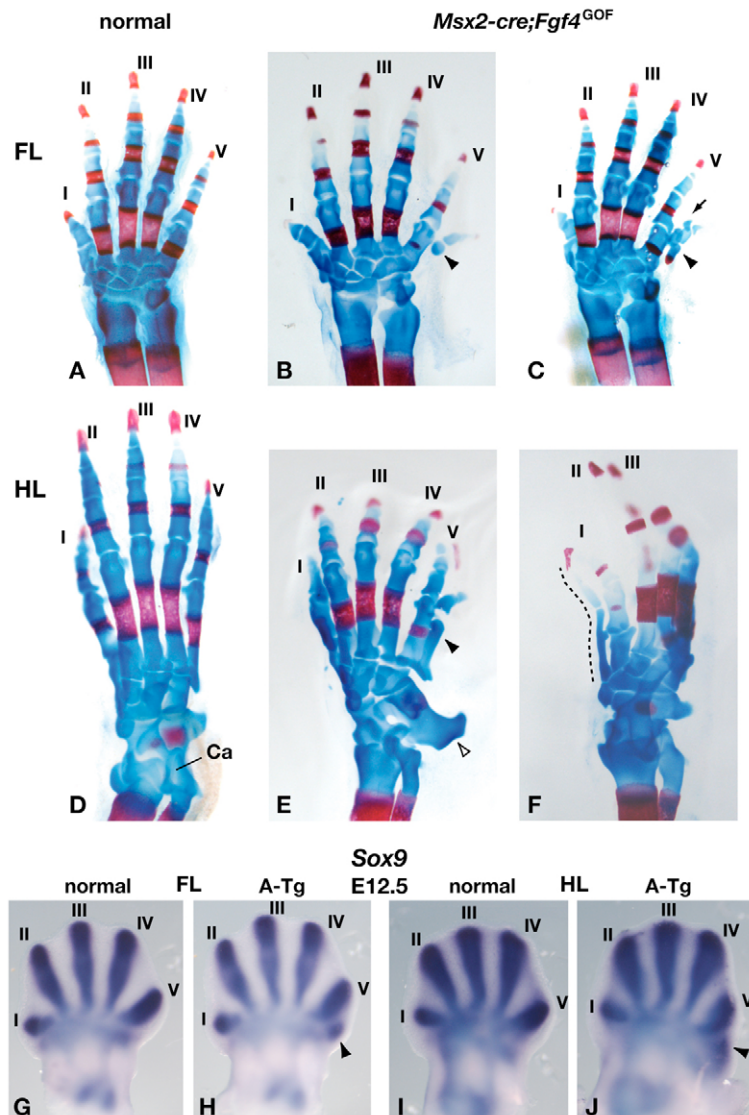 normal Msx2-cre;Fgf4GOF
FL
I II III IV V
A
I II III IV V
B
I II III IV V
C
HL
I II III IV V
Ca
D
I II III IV V
E
I II III
F
Sox9
normal FL A-Tg E12.5 normal HL A-Tg
I II III IV V
G
I II III IV V
H
I II III IV V
I
I II III IV V
J